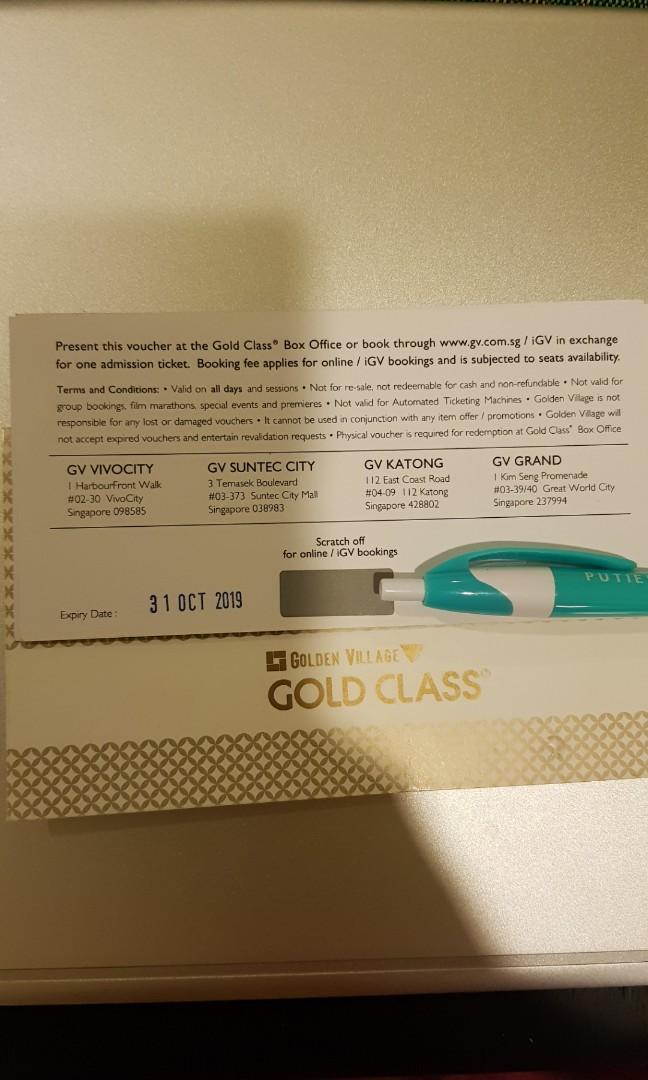 Present this voucher at the Gold Class® Box Office or book through www.gv.com.sg / iGV in exchange
for one admission ticket. Booking fee applies for online / iGV bookings and is subjected to seats availability.
Terms and Conditions: • Valid on all days and sessions • Not for re-sale, not redeemable for cash and non-refundable • Not valid for
group bookings, film marathons, special events and premieres • Not valid for Automated Ticketing Machines • Golden Village is not
responsible for any lost or damaged vouchers • It cannot be used in conjunction with any item offer / promotions • Golden Village will
not accept expired vouchers and entertain revalidation requests • Physical voucher is required for redemption at Gold Class® Box Office
GV VIVOCITY
1 HarbourFront Walk
#02-30 VivoCity
Singapore 098585
GV SUNTEC CITY
3 Temasek Boulevard
#03-373 Suntec City Mall
Singapore 038983
GV KATONG
112 East Coast Road
#04-09 112 Katong
Singapore 428802
GV GRAND
1 Kim Seng Promenade
#03-39/40 Great World City
Singapore 237994
Scratch off
for online / iGV bookings
Expiry Date : 31 OCT 2019
PUTIE
GOLDEN VILLAGE
GOLD CLASS®